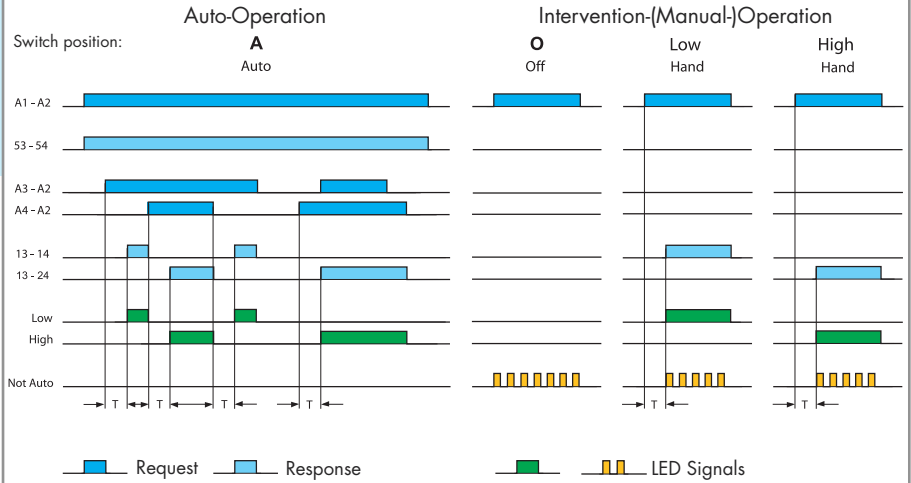 Auto-Operation Intervention-(Manual-)Operation
Switch position: A O Low High
Auto Off Hand Hand
A1 - A2
53 - 54
A3 - A2
A4 - A2
13 - 14
13 - 24
Low
High
Not Auto
T T T T T T
Request Response LED Signals